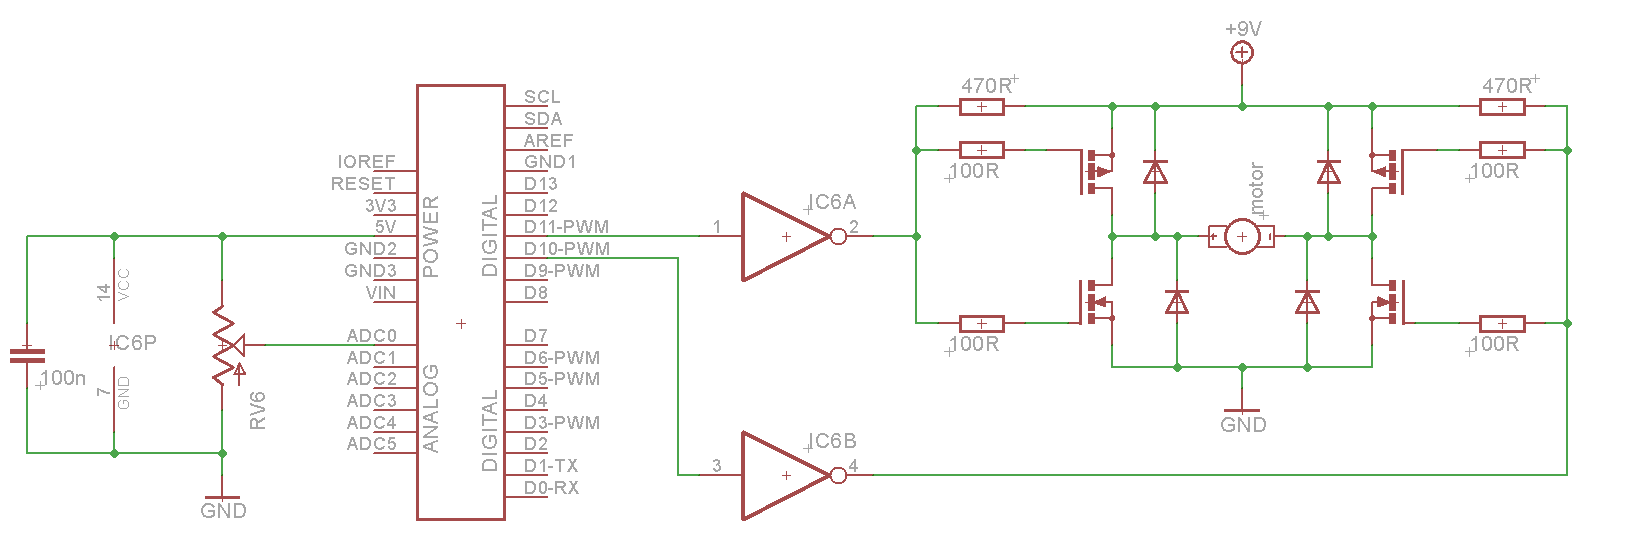 +9V
470R
470R
SCL
SDA
AREF
IOREF
GND1
RESET
D13
100R
100R
motor
3V3
D12
IC6A
5V
D11-PWM
1
2
GND2
D10-PWM
GND3
D9-PWM
VIN
D8
POWER
DIGITAL
14
VCC
IC6P
ADC0
D7
ADC1
D6-PWM
100R
100R
100n
7
GND
ADC2
D5-PWM
ADC3
D4
RV6
ADC4
D3-PWM
GND
ADC5
D2
ANALOG
DIGITAL
IC6B
3
4
D1-TX
D0-RX
GND